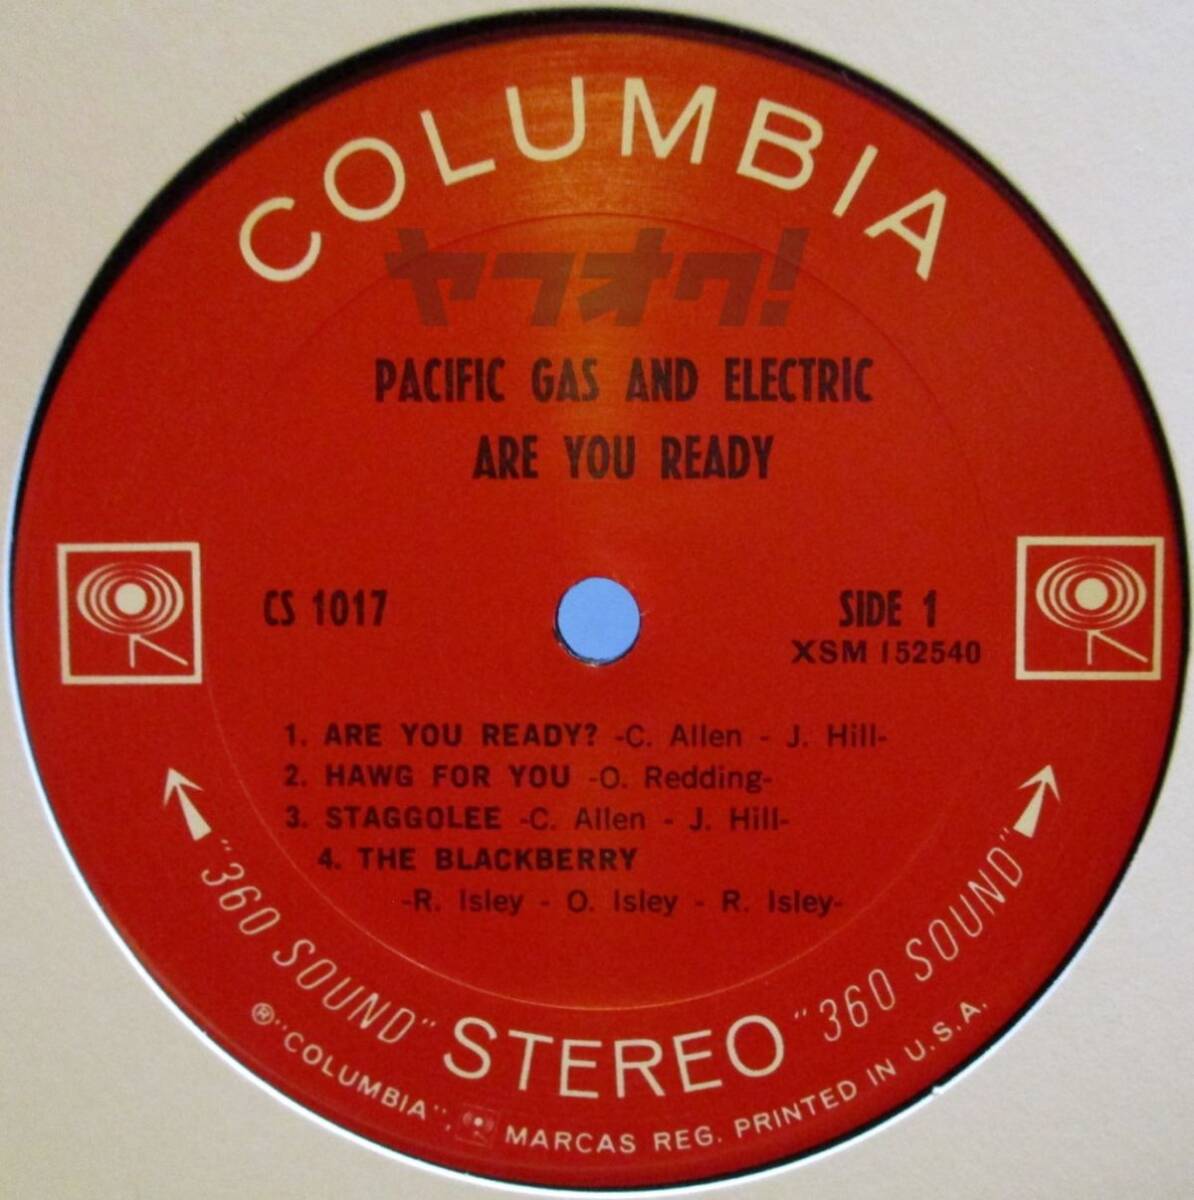 COLUMBIA
ヤフオク!
PACIFIC GAS AND ELECTRIC
ARE YOU READY
CS 1017
SIDE 1
XSM 152540
1. ARE YOU READY? -C. Allen - J. Hill-
2. HAWG FOR YOU -O. Redding-
3. STAGGOLEE -C. Allen - J. Hill-
4. THE BLACKBERRY
-R. Isley - O. Isley - R. Isley-
"360 SOUND" STEREO "360 SOUND"
®"COLUMBIA", MARCAS REG. PRINTED IN U.S.A.